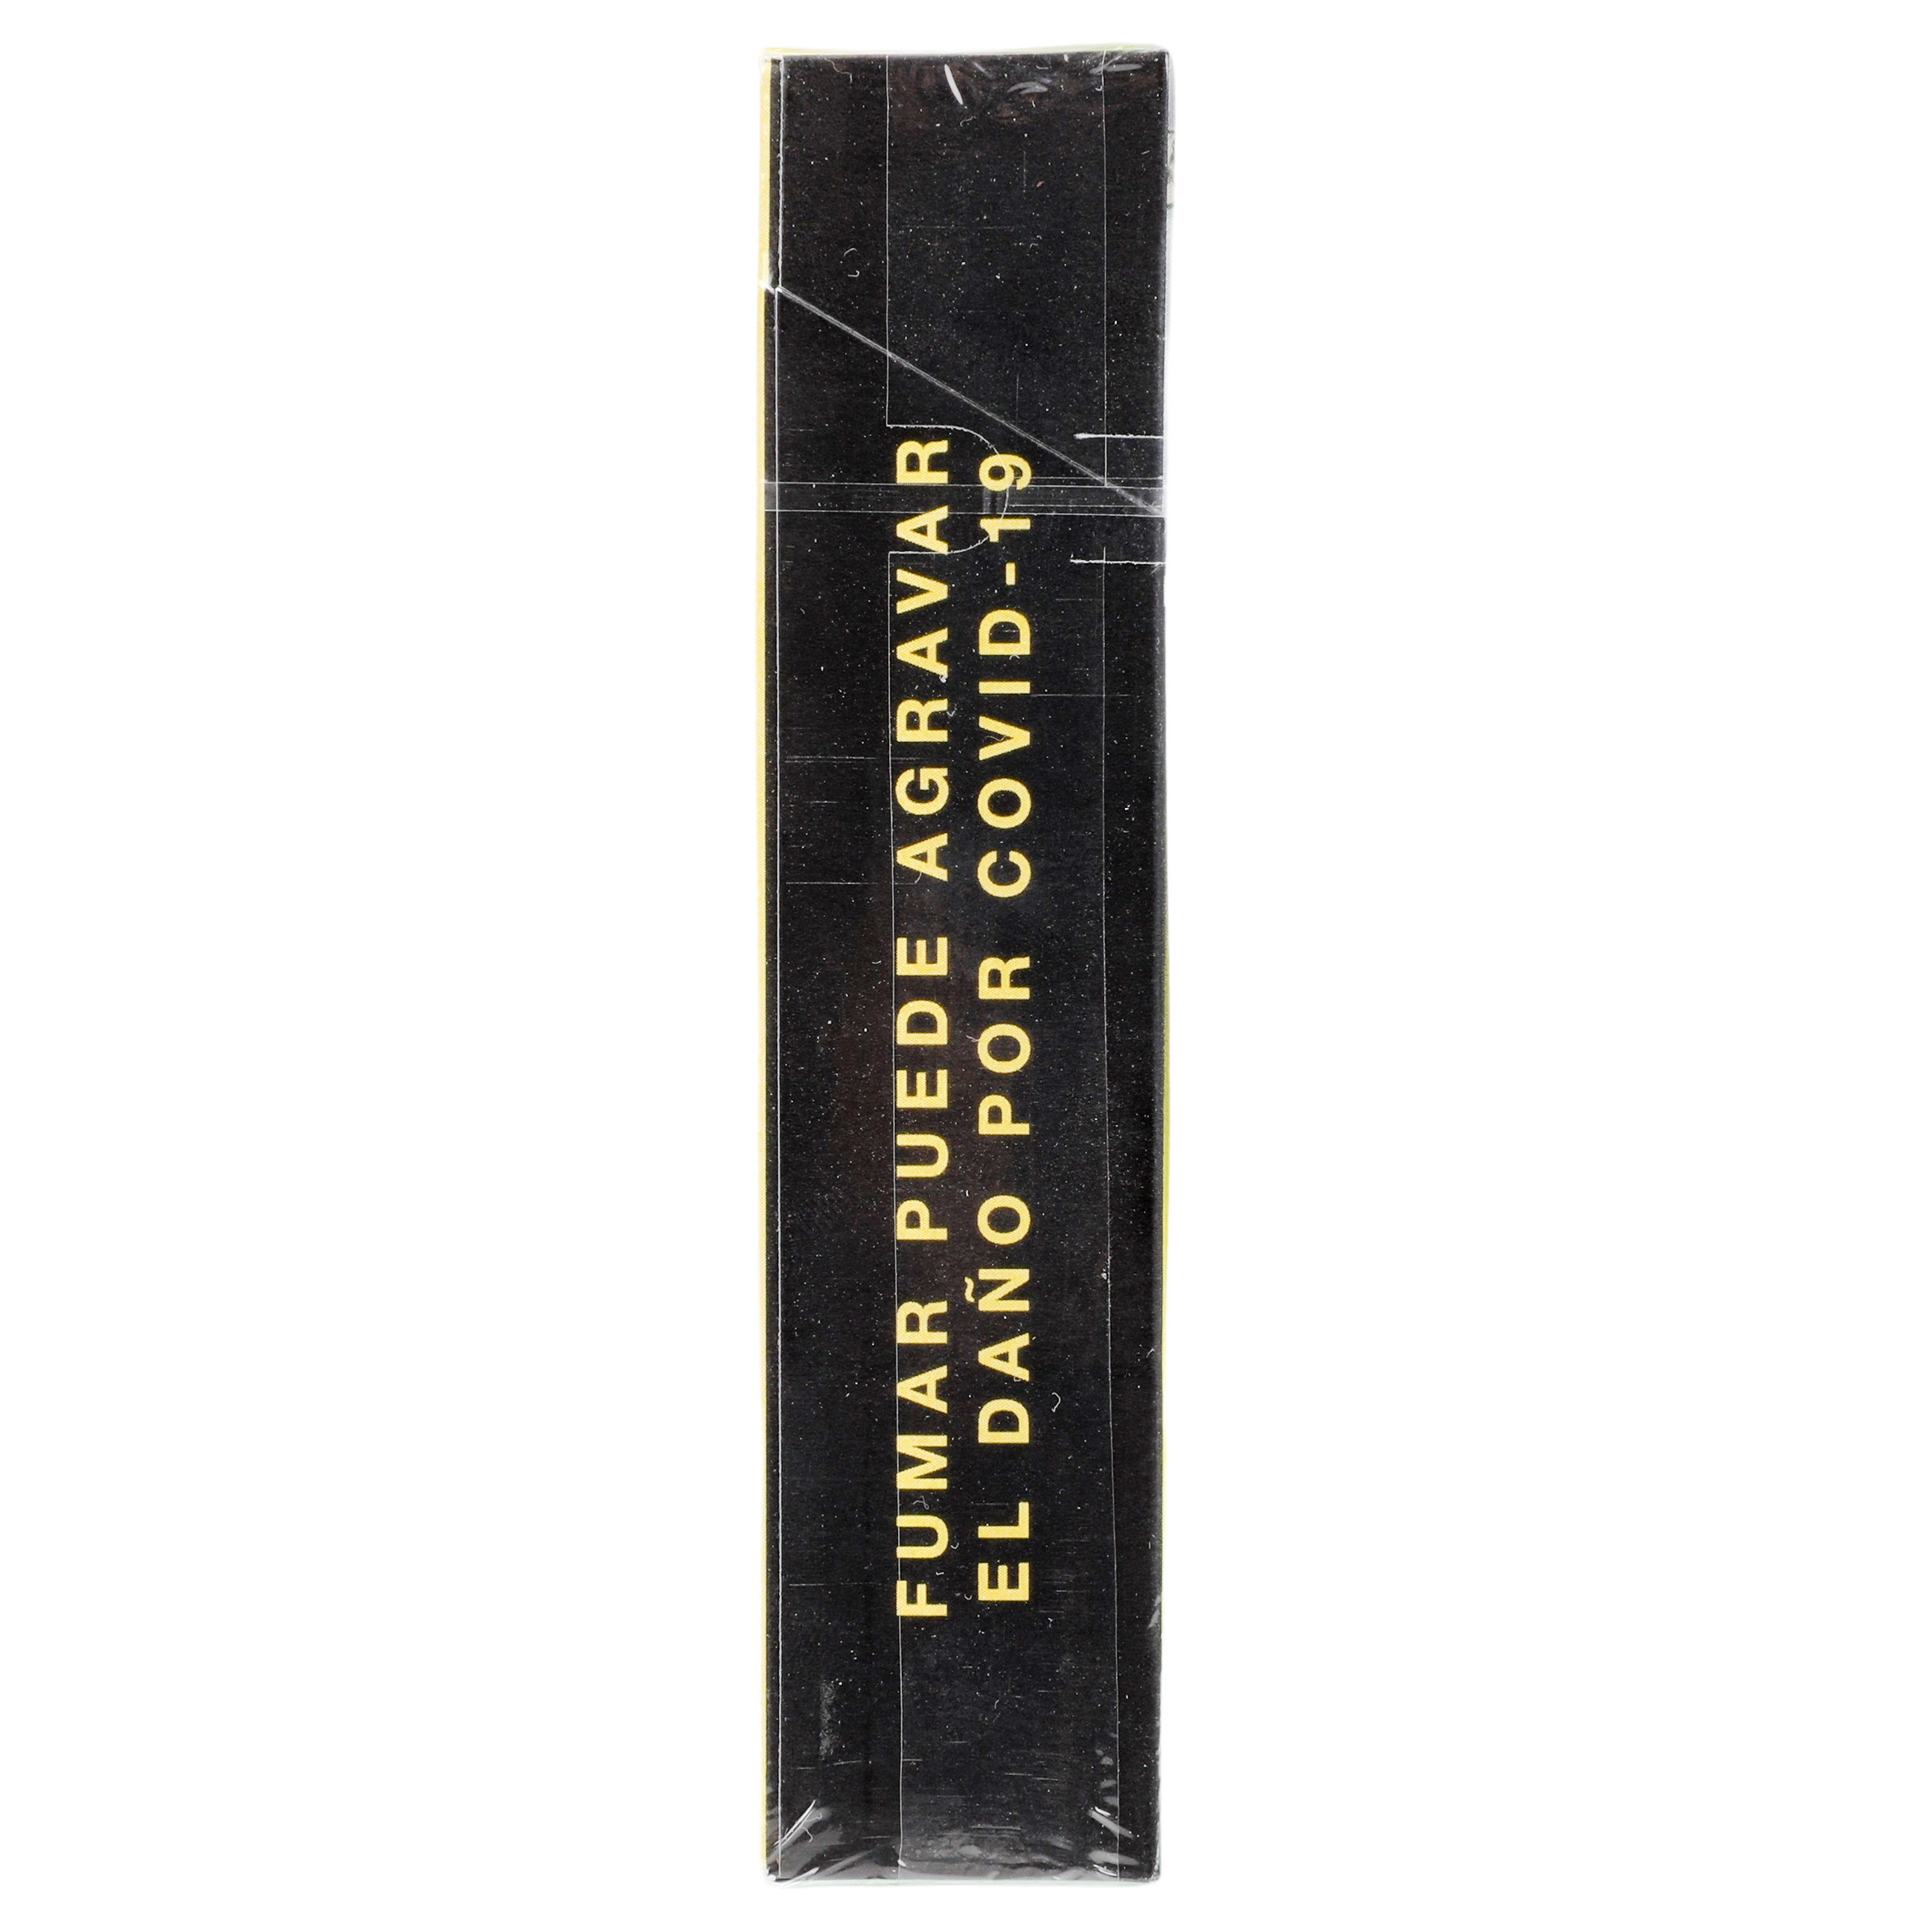 FUMAR PUEDE AGRAVAR
EL DAÑO POR COVID-19